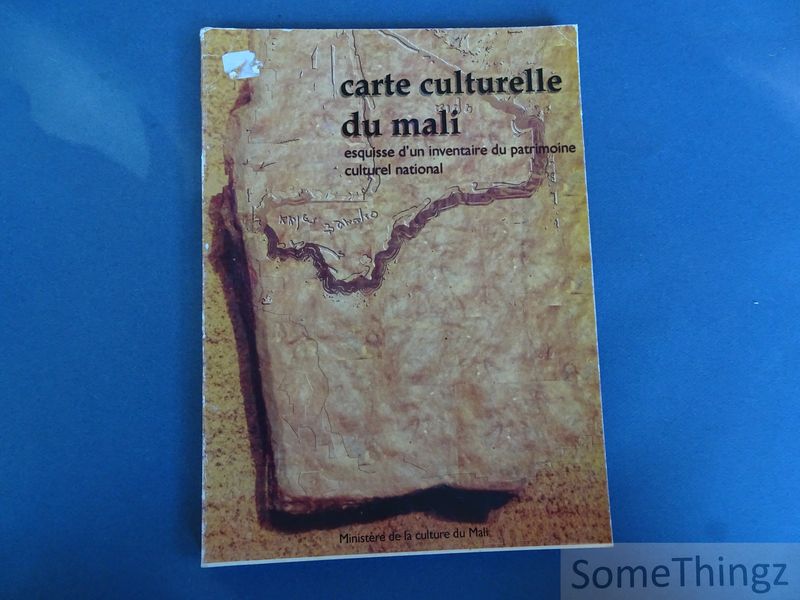 carte culturelle
du mali
esquisse d'un inventaire du patrimoine
culturel national
Ministère de la culture du Mali
SomeThingz